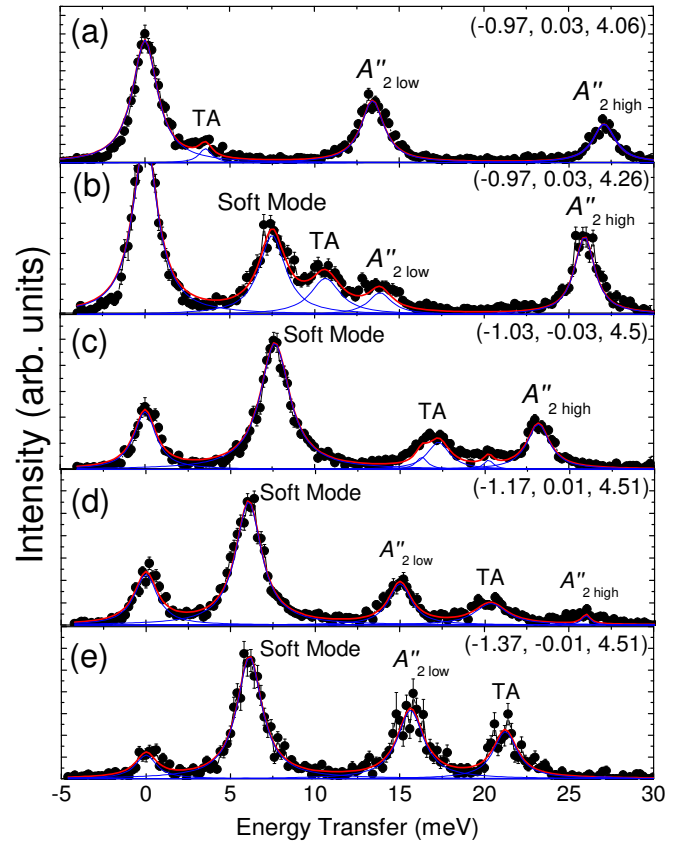 (a)
(-0.97, 0.03, 4.06)
TA
A″2 low
A″2 high
(b)
(-0.97, 0.03, 4.26)
Soft Mode
TA
A″2 low
A″2 high
(c)
(-1.03, -0.03, 4.5)
Soft Mode
TA
A″2 high
(d)
(-1.17, 0.01, 4.51)
Soft Mode
A″2 low
TA
A″2 high
(e)
(-1.37, -0.01, 4.51)
Soft Mode
A″2 low
TA
Intensity (arb. units)
-5 0 5 10 15 20 25 30
Energy Transfer (meV)